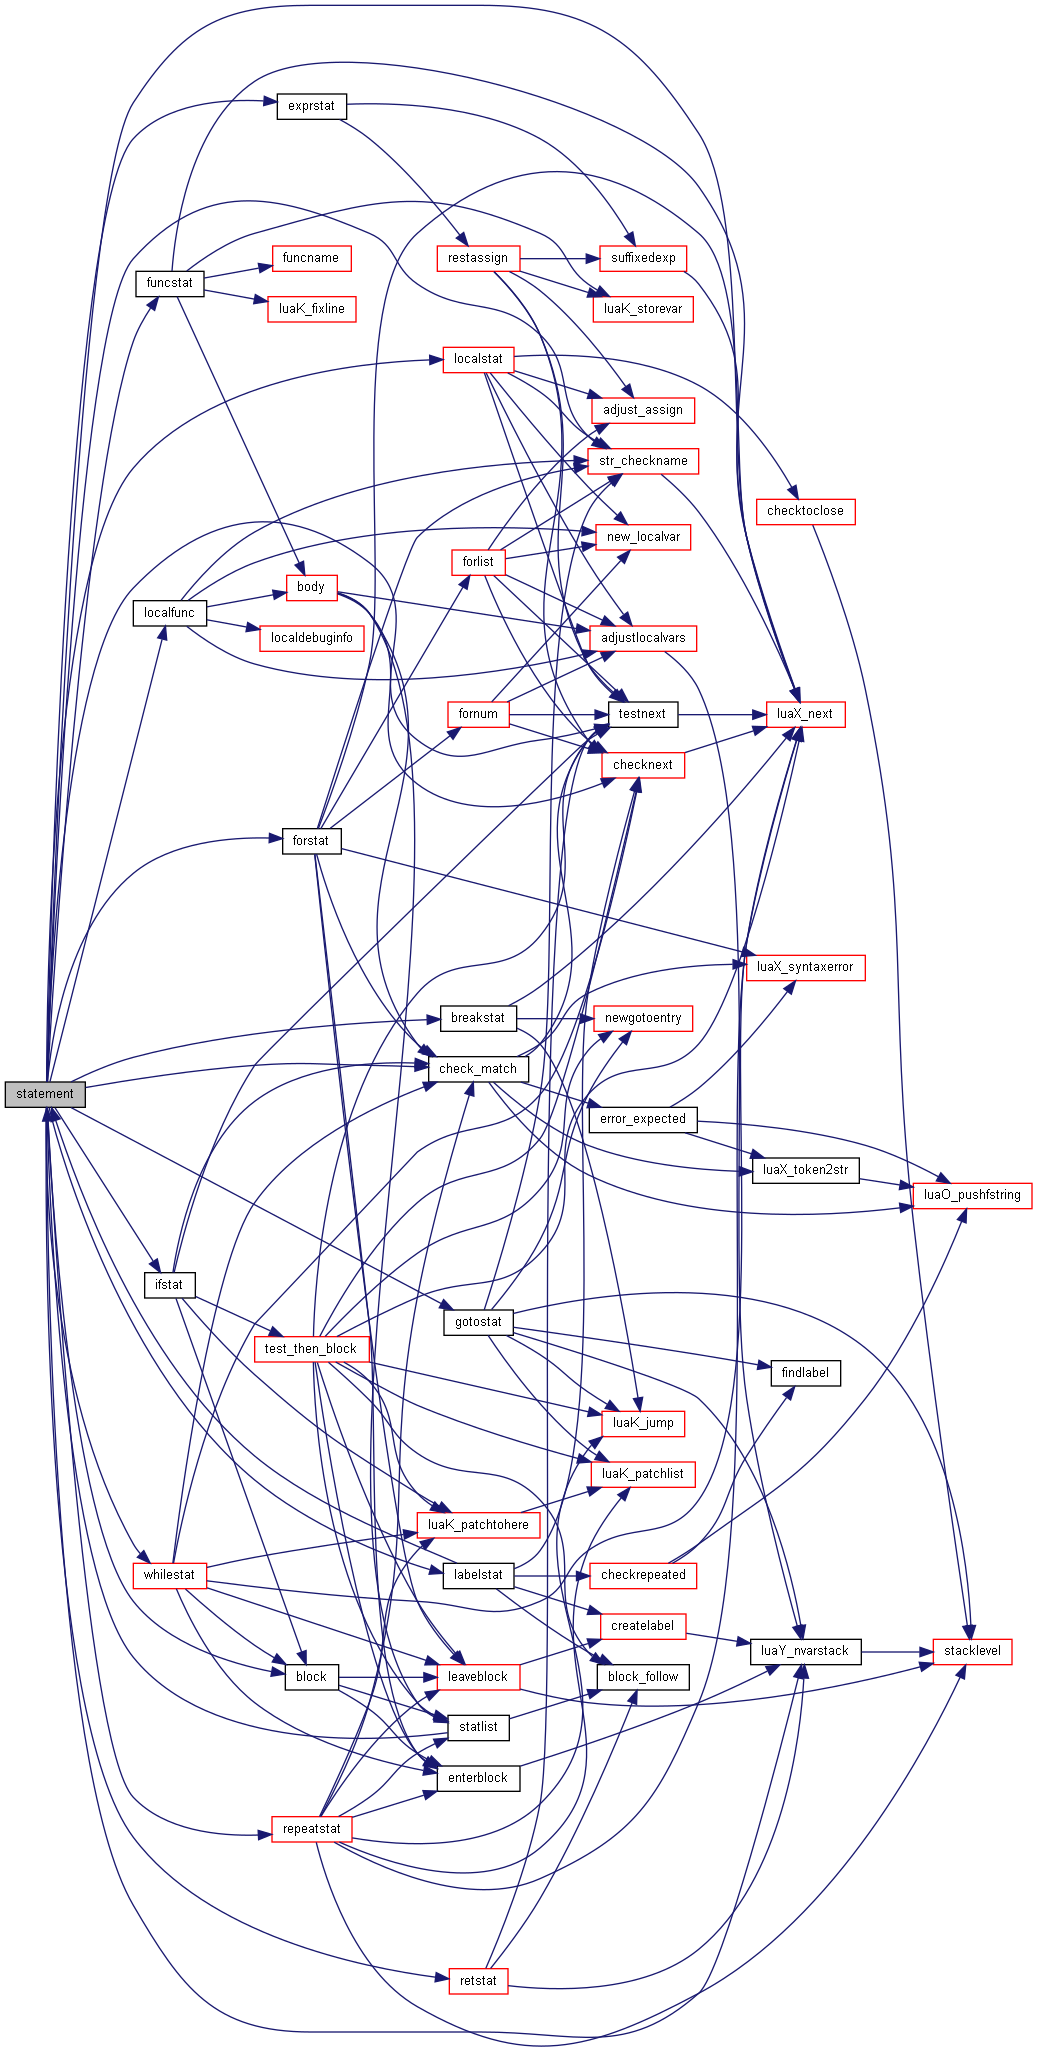 exprstat
restassign
suffixedexp
funcname
funcstat
luaK_fixline
luaK_storevar
localstat
adjust_assign
str_checkname
checktoclose
new_localvar
forlist
body
localfunc
localdebuginfo
adjustlocalvars
fornum
testnext
luaX_next
checknext
forstat
luaX_syntaxerror
breakstat
newgotoentry
check_match
statement
error_expected
luaX_token2str
luaO_pushfstring
ifstat
gotostat
test_then_block
findlabel
luaK_jump
luaK_patchlist
luaK_patchtohere
whilestat
labelstat
checkrepeated
createlabel
luaY_nvarstack
stacklevel
block
leaveblock
block_follow
statlist
enterblock
repeatstat
retstat